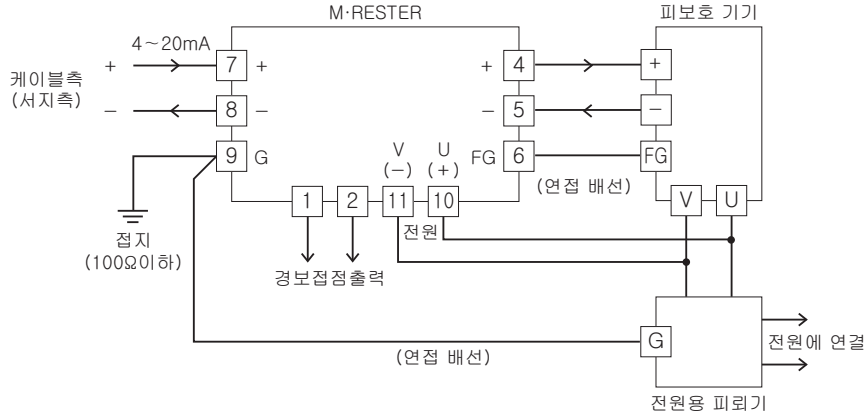 M·RESTER
피보호 기기
4～20mA
케이블측
(서지측)
+ 7 + + 4 +
− 8 − − 5 −
9 G FG 6 FG
V
(−)
U
(+)
(연접 배선)
1 2 11 10 V U
전원
접지
(100Ω이하)
경보접점출력
G
전원에 연결
(연접 배선)
전원용 피뢰기